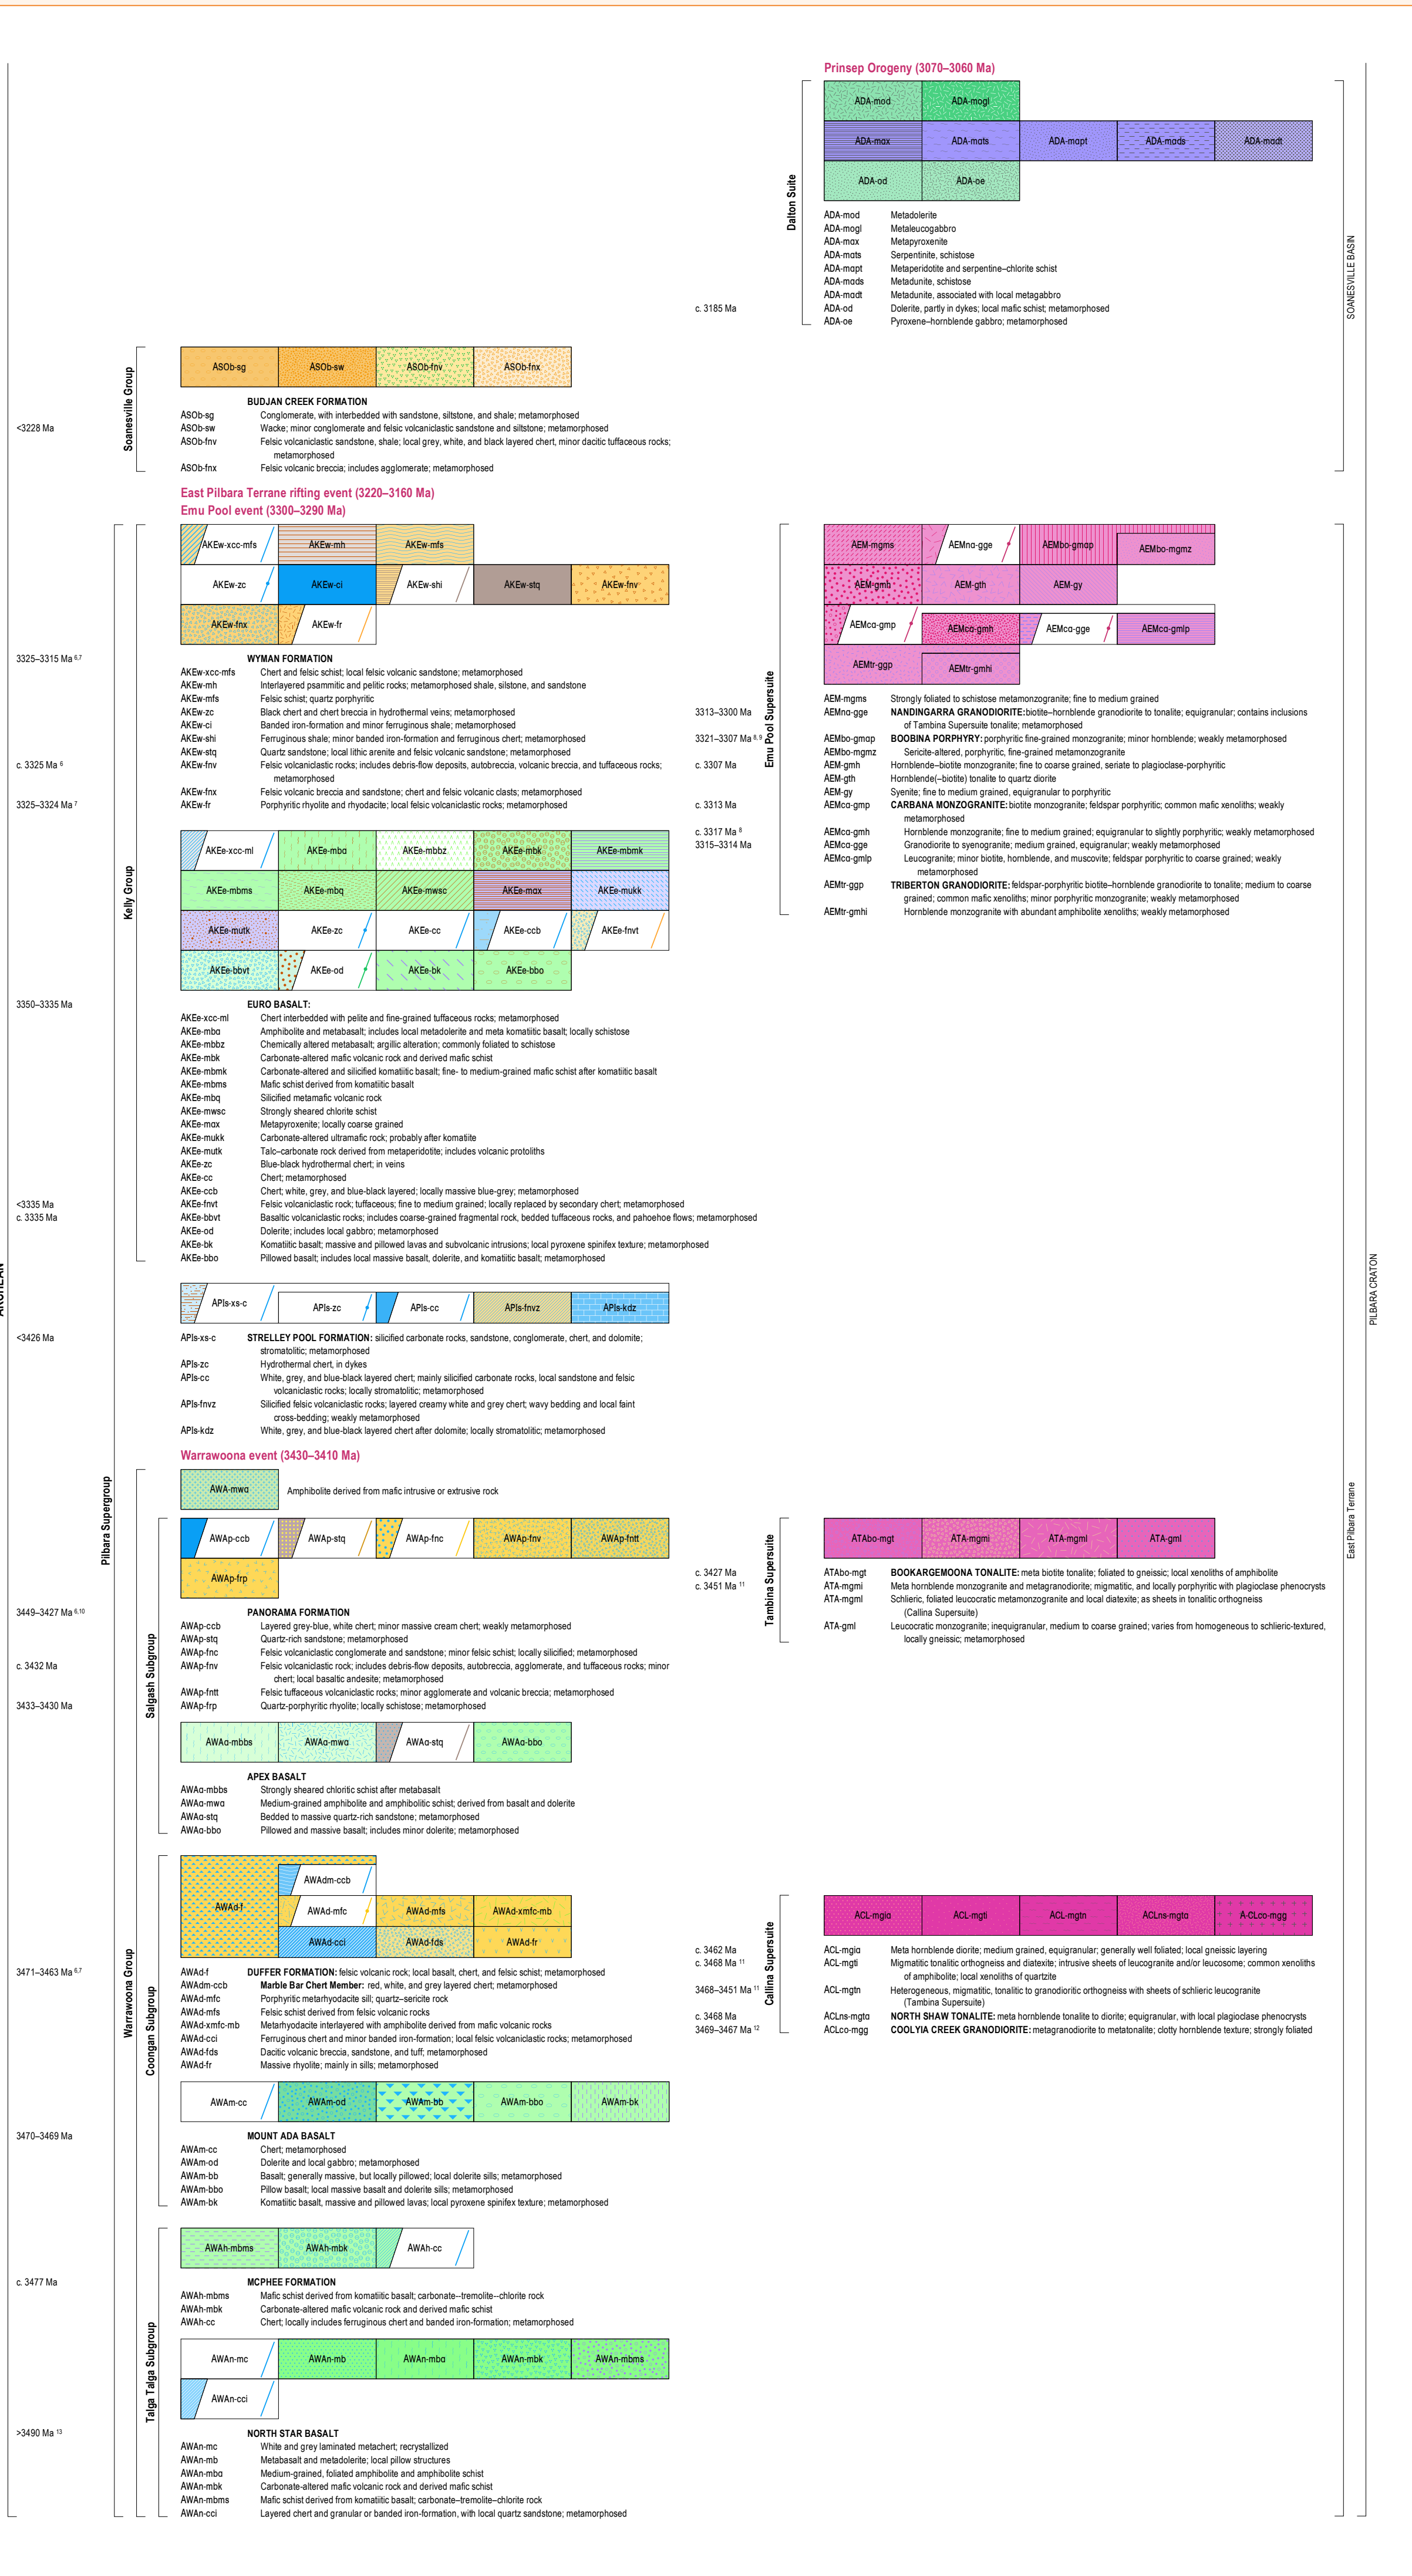 Prinsep Orogeny (3070–3060 Ma)
ADA-mod ADA-mogl
ADA-max ADA-mats ADA-mapt ADA-mads ADA-madt
ADA-od ADA-oe
Dalton Suite
ADA-mod Metadolerite
ADA-mogl Metaleucogabbro
ADA-max Metapyroxenite
ADA-mats Serpentinite, schistose
ADA-mapt Metaperidotite and serpentine–chlorite schist
ADA-mads Metadunite, schistose
ADA-madt Metadunite, associated with local metagabbro
c. 3185 Ma ADA-od Dolerite, partly in dykes; local mafic schist; metamorphosed
ADA-oe Pyroxene–hornblende gabbro; metamorphosed
SOANESVILLE BASIN
ASOb-sg ASOb-sw ASOb-fnv ASOb-fnx
Soanesville Group
BUDJAN CREEK FORMATION
ASOb-sg Conglomerate, with interbedded with sandstone, siltstone, and shale; metamorphosed
<3228 Ma ASOb-sw Wacke; minor conglomerate and felsic volcaniclastic sandstone and siltstone; metamorphosed
ASOb-fnv Felsic volcaniclastic sandstone, shale; local grey, white, and black layered chert, minor dacitic tuffaceous rocks;
metamorphosed
ASOb-fnx Felsic volcanic breccia; includes agglomerate; metamorphosed
East Pilbara Terrane rifting event (3220–3160 Ma)
Emu Pool event (3300–3290 Ma)
AKEw-xcc-mfs AKEw-mh AKEw-mfs
AKEw-zc AKEw-ci AKEw-shi AKEw-stq AKEw-fnv
AKEw-fnx AKEw-fr
3325–3315 Ma 6,7 WYMAN FORMATION
AKEw-xcc-mfs Chert and felsic schist; local felsic volcanic sandstone; metamorphosed
AKEw-mh Interlayered psammitic and pelitic rocks; metamorphosed shale, silstone, and sandstone
AKEw-mfs Felsic schist; quartz porphyritic
AKEw-zc Black chert and chert breccia in hydrothermal veins; metamorphosed
AKEw-ci Banded iron-formation and minor ferruginous shale; metamorphosed
AKEw-shi Ferruginous shale; minor banded iron-formation and ferruginous chert; metamorphosed
AKEw-stq Quartz sandstone; local lithic arenite and felsic volcanic sandstone; metamorphosed
c. 3325 Ma 6 AKEw-fnv Felsic volcaniclastic rocks; includes debris-flow deposits, autobreccia, volcanic breccia, and tuffaceous rocks;
metamorphosed
AKEw-fnx Felsic volcanic breccia and sandstone; chert and felsic volcanic clasts; metamorphosed
3325–3324 Ma 7 AKEw-fr Porphyritic rhyolite and rhyodacite; local felsic volcaniclastic rocks; metamorphosed
AEM-mgms AEMna-gge AEMbo-gmap AEMbo-mgmz
AEM-gmh AEM-gth AEM-gy
AEMca-gmp AEMca-gmh AEMca-gge AEMca-gmlp
AEMtr-ggp AEMtr-gmhi
Emu Pool Supersuite
AEM-mgms Strongly foliated to schistose metamonzogranite; fine to medium grained
3313–3300 Ma AEMna-gge NANDINGARRA GRANODIORITE: biotite–hornblende granodiorite to tonalite; equigranular; contains inclusions
of Tambina Supersuite tonalite; metamorphosed
3321–3307 Ma 8,9 AEMbo-gmap BOOBINA PORPHYRY: porphyritic fine-grained monzogranite; minor hornblende; weakly metamorphosed
AEMbo-mgmz Sericite-altered, porphyritic, fine-grained metamonzogranite
c. 3307 Ma AEM-gmh Hornblende–biotite monzogranite; fine to coarse grained, seriate to plagioclase-porphyritic
AEM-gth Hornblende(–biotite) tonalite to quartz diorite
AEM-gy Syenite; fine to medium grained, equigranular to porphyritic
c. 3313 Ma AEMca-gmp CARBANA MONZOGRANITE: biotite monzogranite; feldspar porphyritic; common mafic xenoliths; weakly
metamorphosed
c. 3317 Ma 8 AEMca-gmh Hornblende monzogranite; fine to medium grained; equigranular to slightly porphyritic; weakly metamorphosed
3315–3314 Ma AEMca-gge Granodiorite to syenogranite; medium grained, equigranular; weakly metamorphosed
AEMca-gmlp Leucogranite; minor biotite, hornblende, and muscovite; feldspar porphyritic to coarse grained; weakly
metamorphosed
AEMtr-ggp TRIBERTON GRANODIORITE: feldspar-porphyritic biotite–hornblende granodiorite to tonalite; medium to coarse
grained; common mafic xenoliths; minor porphyritic monzogranite; weakly metamorphosed
AEMtr-gmhi Hornblende monzogranite with abundant amphibolite xenoliths; weakly metamorphosed
Kelly Group
AKEe-xcc-ml AKEe-mba AKEe-mbbz AKEe-mbk AKEe-mbmk
AKEe-mbms AKEe-mbq AKEe-mwsc AKEe-max AKEe-mukk
AKEe-mutk AKEe-zc AKEe-cc AKEe-ccb AKEe-fnvt
AKEe-bbvt AKEe-od AKEe-bk AKEe-bbo
3350–3335 Ma EURO BASALT:
AKEe-xcc-ml Chert interbedded with pelite and fine-grained tuffaceous rocks; metamorphosed
AKEe-mba Amphibolite and metabasalt; includes local metadolerite and meta komatiitic basalt; locally schistose
AKEe-mbbz Chemically altered metabasalt; argillic alteration; commonly foliated to schistose
AKEe-mbk Carbonate-altered mafic volcanic rock and derived mafic schist
AKEe-mbmk Carbonate-altered and silicified komatiitic basalt; fine- to medium-grained mafic schist after komatiitic basalt
AKEe-mbms Mafic schist derived from komatiitic basalt
AKEe-mbq Silicified metamafic volcanic rock
AKEe-mwsc Strongly sheared chlorite schist
AKEe-max Metapyroxenite; locally coarse grained
AKEe-mukk Carbonate-altered ultramafic rock; probably after komatiite
AKEe-mutk Talc–carbonate rock derived from metaperidotite; includes volcanic protoliths
AKEe-zc Blue-black hydrothermal chert; in veins
AKEe-cc Chert; metamorphosed
AKEe-ccb Chert; white, grey, and blue-black layered; locally massive blue-grey; metamorphosed
<3335 Ma AKEe-fnvt Felsic volcaniclastic rock; tuffaceous; fine to medium grained; locally replaced by secondary chert; metamorphosed
c. 3335 Ma AKEe-bbvt Basaltic volcaniclastic rocks; includes coarse-grained fragmental rock, bedded tuffaceous rocks, and pahoehoe flows; metamorphosed
AKEe-od Dolerite; includes local gabbro; metamorphosed
AKEe-bk Komatiitic basalt; massive and pillowed lavas and subvolcanic intrusions; local pyroxene spinifex texture; metamorphosed
AKEe-bbo Pillowed basalt; includes local massive basalt, dolerite, and komatiitic basalt; metamorphosed
PILBARA CRATON
APIs-xs-c APIs-zc APIs-cc APIs-fnvz APIs-kdz
<3426 Ma APIs-xs-c STRELLEY POOL FORMATION: silicified carbonate rocks, sandstone, conglomerate, chert, and dolomite;
stromatolitic; metamorphosed
APIs-zc Hydrothermal chert, in dykes
APIs-cc White, grey, and blue-black layered chert; mainly silicified carbonate rocks, local sandstone and felsic
volcaniclastic rocks; locally stromatolitic; metamorphosed
APIs-fnvz Silicified felsic volcaniclastic rocks; layered creamy white and grey chert; wavy bedding and local faint
cross-bedding; weakly metamorphosed
APIs-kdz White, grey, and blue-black layered chert after dolomite; locally stromatolitic; metamorphosed
Warrawoona event (3430–3410 Ma)
Pilbara Supergroup
East Pilbara Terrane
AWA-mwa Amphibolite derived from mafic intrusive or extrusive rock
AWAp-ccb AWAp-stq AWAp-fnc AWAp-fnv AWAp-fntt
AWAp-frp
3449–3427 Ma 6,10 PANORAMA FORMATION
AWAp-ccb Layered grey-blue, white chert; minor massive cream chert; weakly metamorphosed
AWAp-stq Quartz-rich sandstone; metamorphosed
AWAp-fnc Felsic volcaniclastic conglomerate and sandstone; minor felsic schist; locally silicified; metamorphosed
c. 3432 Ma AWAp-fnv Felsic volcaniclastic rock; includes debris-flow deposits, autobreccia, agglomerate, and tuffaceous rocks; minor
chert; local basaltic andesite; metamorphosed
AWAp-fntt Felsic tuffaceous volcaniclastic rocks; minor agglomerate and volcanic breccia; metamorphosed
3433–3430 Ma AWAp-frp Quartz-porphyritic rhyolite; locally schistose; metamorphosed
Salgash Subgroup
ATAbo-mgt ATA-mgmi ATA-mgml ATA-gml
Tambina Supersuite
c. 3427 Ma ATAbo-mgt BOOKARGEMOONA TONALITE: meta biotite tonalite; foliated to gneissic; local xenoliths of amphibolite
c. 3451 Ma 11 ATA-mgmi Meta hornblende monzogranite and metagranodiorite; migmatitic, and locally porphyritic with plagioclase phenocrysts
ATA-mgml Schlieric, foliated leucocratic metamonzogranite and local diatexite; as sheets in tonalitic orthogneiss
(Callina Supersuite)
ATA-gml Leucocratic monzogranite; inequigranular, medium to coarse grained; varies from homogeneous to schlieric-textured,
locally gneissic; metamorphosed
AWAa-mbbs AWAa-mwa AWAa-stq AWAa-bbo
APEX BASALT
AWAa-mbbs Strongly sheared chloritic schist after metabasalt
AWAa-mwa Medium-grained amphibolite and amphibolitic schist; derived from basalt and dolerite
AWAa-stq Bedded to massive quartz-rich sandstone; metamorphosed
AWAa-bbo Pillowed and massive basalt; includes minor dolerite; metamorphosed
Warrawoona Group
Coongan Subgroup
AWAd-f AWAdm-ccb
AWAd-mfc AWAd-mfs AWAd-xmfc-mb
AWAd-cci AWAd-fds AWAd-fr
3471–3463 Ma 6,7 AWAd-f DUFFER FORMATION: felsic volcanic rock; local basalt, chert, and felsic schist; metamorphosed
AWAdm-ccb Marble Bar Chert Member: red, white, and grey layered chert; metamorphosed
AWAd-mfc Porphyritic metarhyodacite sill; quartz–sericite rock
AWAd-mfs Felsic schist derived from felsic volcanic rocks
AWAd-xmfc-mb Metarhyodacite interlayered with amphibolite derived from mafic volcanic rocks
AWAd-cci Ferruginous chert and minor banded iron-formation; local felsic volcaniclastic rocks; metamorphosed
AWAd-fds Dacitic volcanic breccia, sandstone, and tuff; metamorphosed
AWAd-fr Massive rhyolite; mainly in sills; metamorphosed
ACL-mgia ACL-mgti ACL-mgtn ACLns-mgta A-CLco-mgg
Callina Supersuite
c. 3462 Ma ACL-mgia Meta hornblende diorite; medium grained, equigranular; generally well foliated; local gneissic layering
c. 3468 Ma 11 ACL-mgti Migmatitic tonalitic orthogneiss and diatexite; intrusive sheets of leucogranite and/or leucosome; common xenoliths
of amphibolite; local xenoliths of quartzite
3468–3451 Ma 11 ACL-mgtn Heterogeneous, migmatitic, tonalitic to granodioritic orthogneiss with sheets of schlieric leucogranite
(Tambina Supersuite)
c. 3468 Ma ACLns-mgta NORTH SHAW TONALITE: meta hornblende tonalite to diorite; equigranular, with local plagioclase phenocrysts
3469–3467 Ma 12 ACLco-mgg COOLYIA CREEK GRANODIORITE: metagranodiorite to metatonalite; clotty hornblende texture; strongly foliated
AWAm-cc AWAm-od AWAm-bb AWAm-bbo AWAm-bk
3470–3469 Ma MOUNT ADA BASALT
AWAm-cc Chert; metamorphosed
AWAm-od Dolerite and local gabbro; metamorphosed
AWAm-bb Basalt; generally massive, but locally pillowed; local dolerite sills; metamorphosed
AWAm-bbo Pillow basalt; local massive basalt and dolerite sills; metamorphosed
AWAm-bk Komatiitic basalt, massive and pillowed lavas; local pyroxene spinifex texture; metamorphosed
Talga Talga Subgroup
AWAh-mbms AWAh-mbk AWAh-cc
c. 3477 Ma MCPHEE FORMATION
AWAh-mbms Mafic schist derived from komatiitic basalt; carbonate--tremolite--chlorite rock
AWAh-mbk Carbonate-altered mafic volcanic rock and derived mafic schist
AWAh-cc Chert; locally includes ferruginous chert and banded iron-formation; metamorphosed
AWAn-mc AWAn-mb AWAn-mba AWAn-mbk AWAn-mbms
AWAn-cci
>3490 Ma 13 NORTH STAR BASALT
AWAn-mc White and grey laminated metachert; recrystallized
AWAn-mb Metabasalt and metadolerite; local pillow structures
AWAn-mba Medium-grained, foliated amphibolite and amphibolite schist
AWAn-mbk Carbonate-altered mafic volcanic rock and derived mafic schist
AWAn-mbms Mafic schist derived from komatiitic basalt; carbonate–tremolite–chlorite rock
AWAn-cci Layered chert and granular or banded iron-formation, with local quartz sandstone; metamorphosed